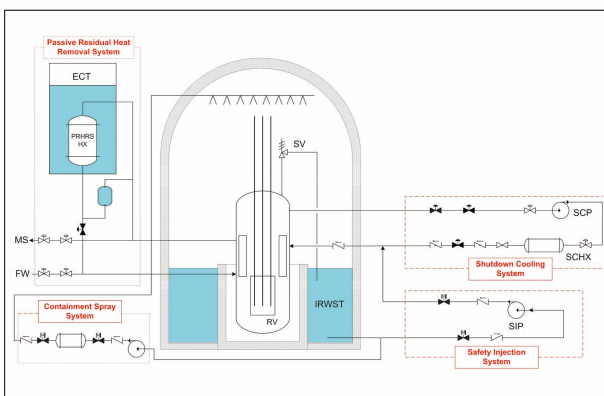 Passive Residual Heat
Removal System
ECT
PRHRS
HX
SV
MS
FW
SCP
SCHX
Shutdown Cooling
System
Containment Spray
System
RV
IRWST
SIP
Safety Injection
System